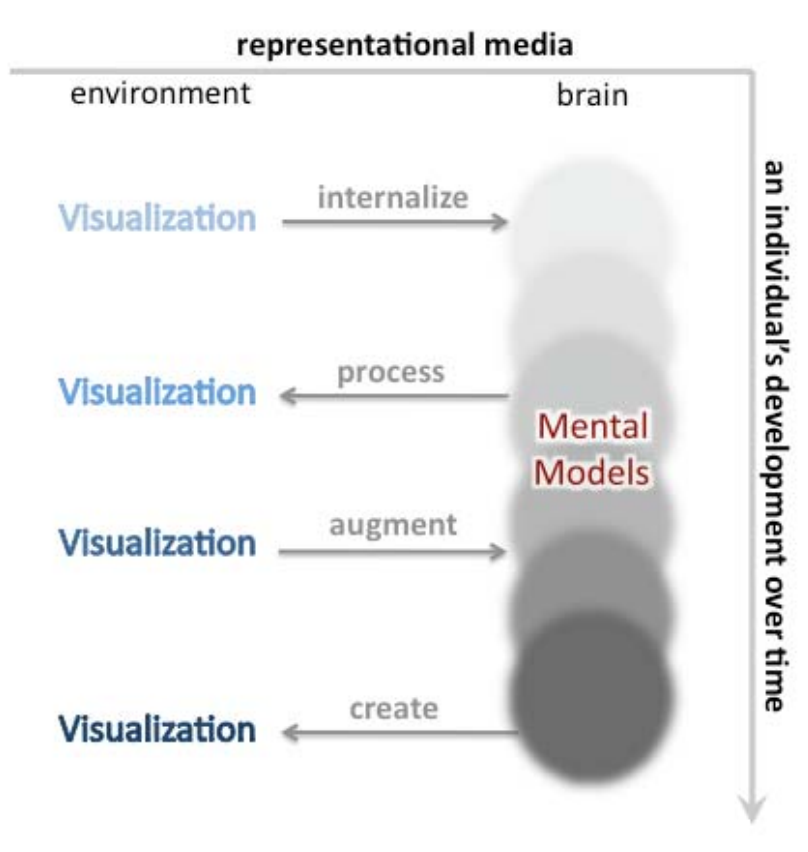 representational media
environment
brain
Visualization
internalize
Visualization
process
Mental
Models
Visualization
augment
Visualization
create
an individual's development over time